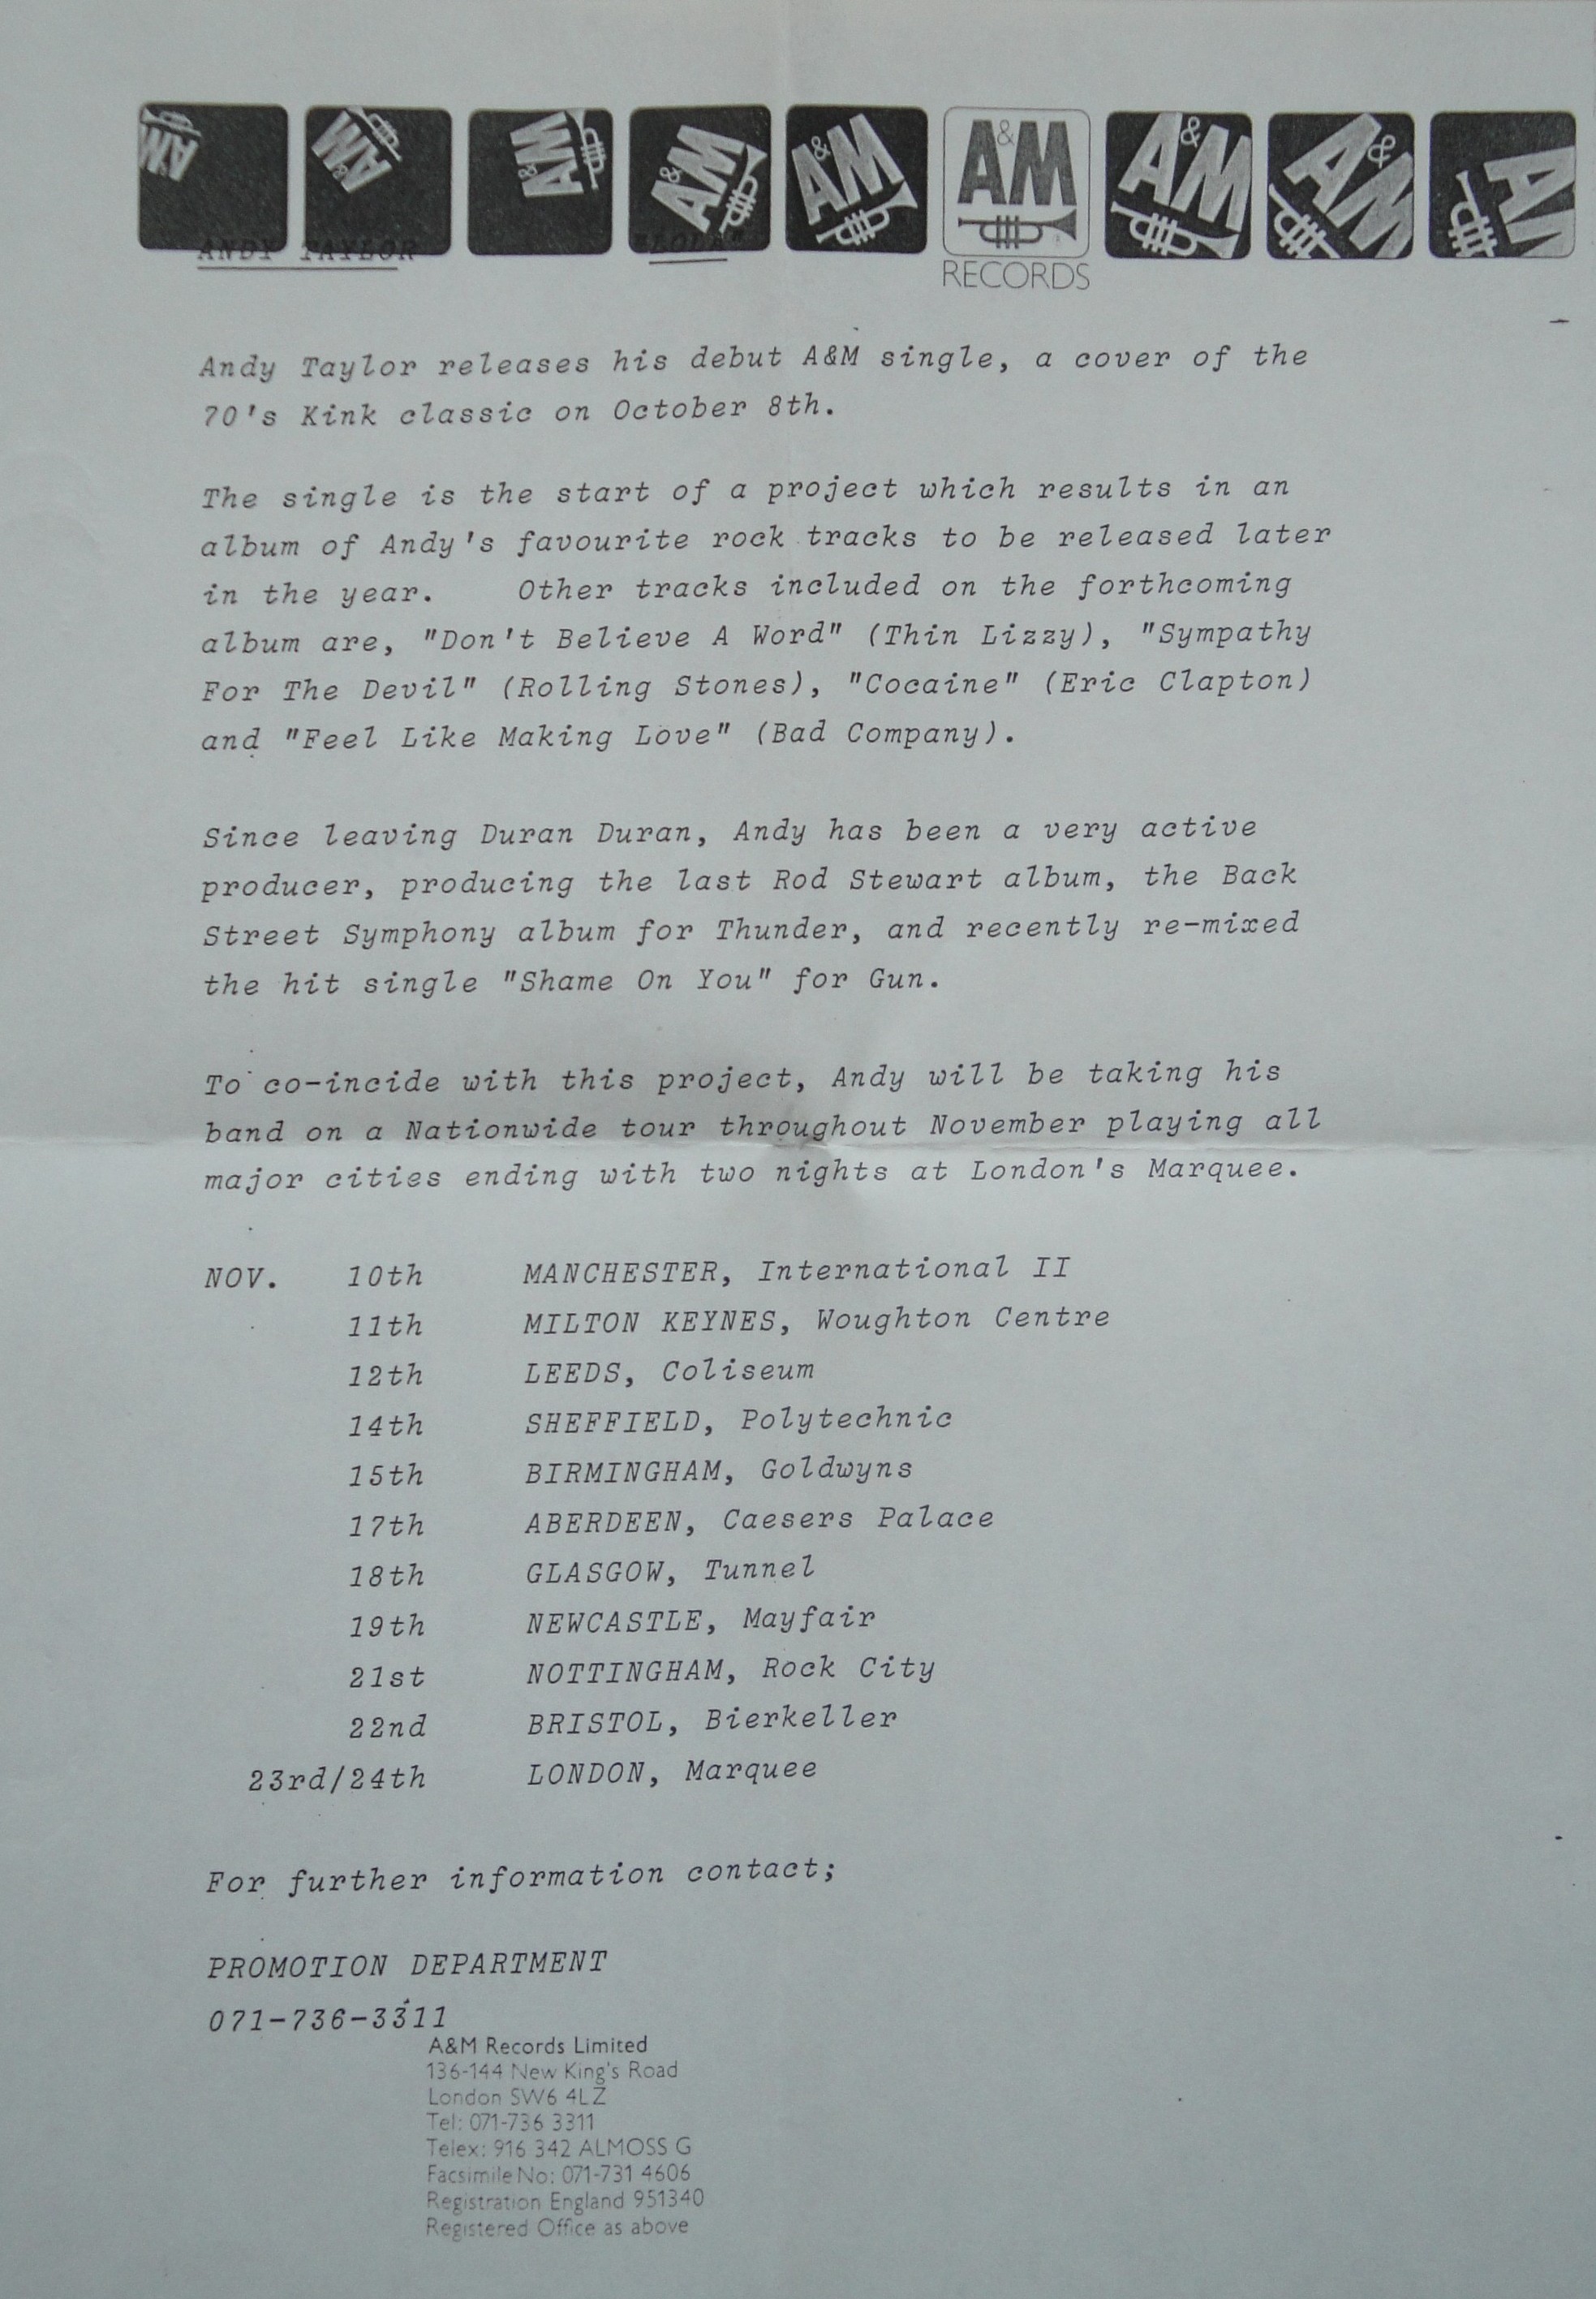 A&M A&M A&M A&M A&M A&M A&M A&M AM
RECORDS
ANDY TAYLOR "LOLA"
Andy Taylor releases his debut A&M single, a cover of the
70's Kink classic on October 8th.
The single is the start of a project which results in an
album of Andy's favourite rock tracks to be released later
in the year. Other tracks included on the forthcoming
album are, "Don't Believe A Word" (Thin Lizzy), "Sympathy
For The Devil" (Rolling Stones), "Cocaine" (Eric Clapton)
and "Feel Like Making Love" (Bad Company).
Since leaving Duran Duran, Andy has been a very active
producer, producing the last Rod Stewart album, the Back
Street Symphony album for Thunder, and recently re-mixed
the hit single "Shame On You" for Gun.
To co-incide with this project, Andy will be taking his
band on a Nationwide tour throughout November playing all
major cities ending with two nights at London's Marquee.
NOV. 10th MANCHESTER, International II
11th MILTON KEYNES, Woughton Centre
12th LEEDS, Coliseum
14th SHEFFIELD, Polytechnic
15th BIRMINGHAM, Goldwyns
17th ABERDEEN, Caesers Palace
18th GLASGOW, Tunnel
19th NEWCASTLE, Mayfair
21st NOTTINGHAM, Rock City
22nd BRISTOL, Bierkeller
23rd/24th LONDON, Marquee
For further information contact;
PROMOTION DEPARTMENT
071-736-3311
A&M Records Limited
136-144 New King's Road
London SW6 4LZ
Tel: 071-736 3311
Telex: 916 342 ALMOSS G
Facsimile No: 071-731 4606
Registration England 951340
Registered Office as above